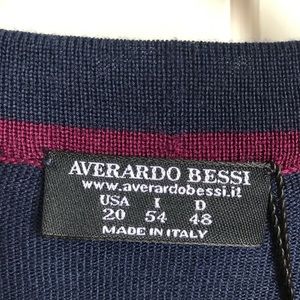 AVERARDO BESSI
www.averardobessi.it
USA I D
20 54 48
MADE IN ITALY